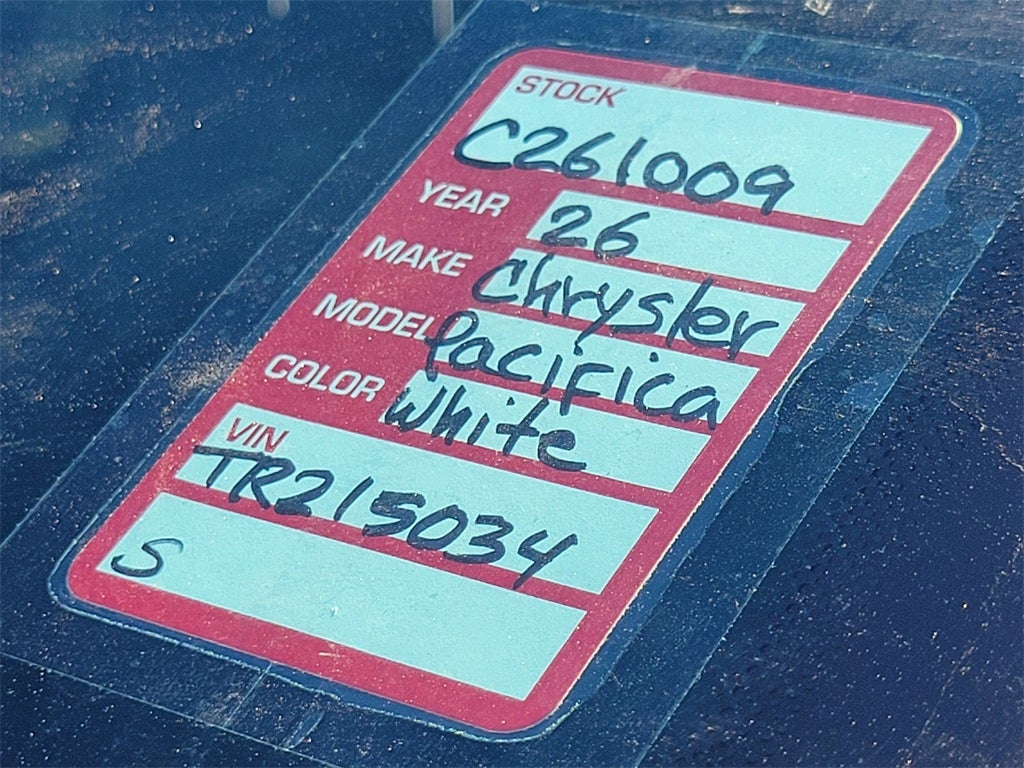 STOCK
C261009
YEAR 26
MAKE Chrysler
MODEL Pacifica
COLOR White
VIN
TR215034
S